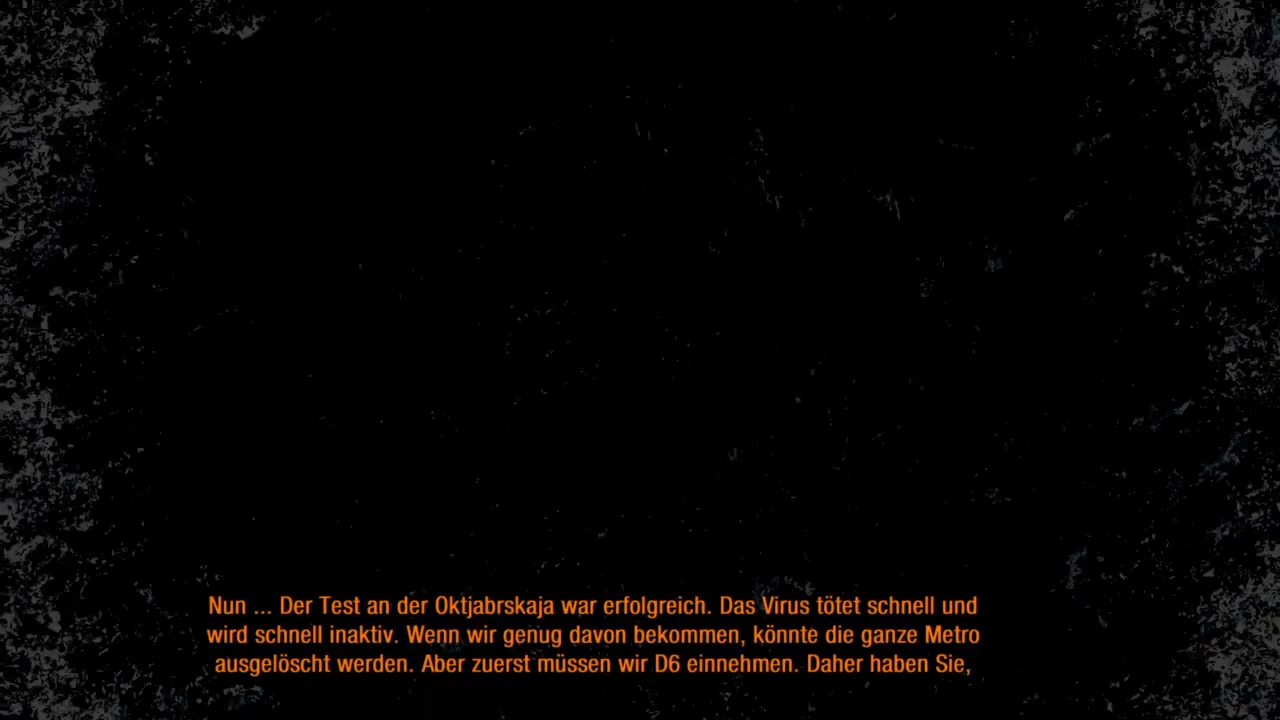 Nun ... Der Test an der Oktjabrskaja war erfolgreich. Das Virus tötet schnell und
wird schnell inaktiv. Wenn wir genug davon bekommen, könnte die ganze Metro
ausgelöscht werden. Aber zuerst müssen wir D6 einnehmen. Daher haben Sie,